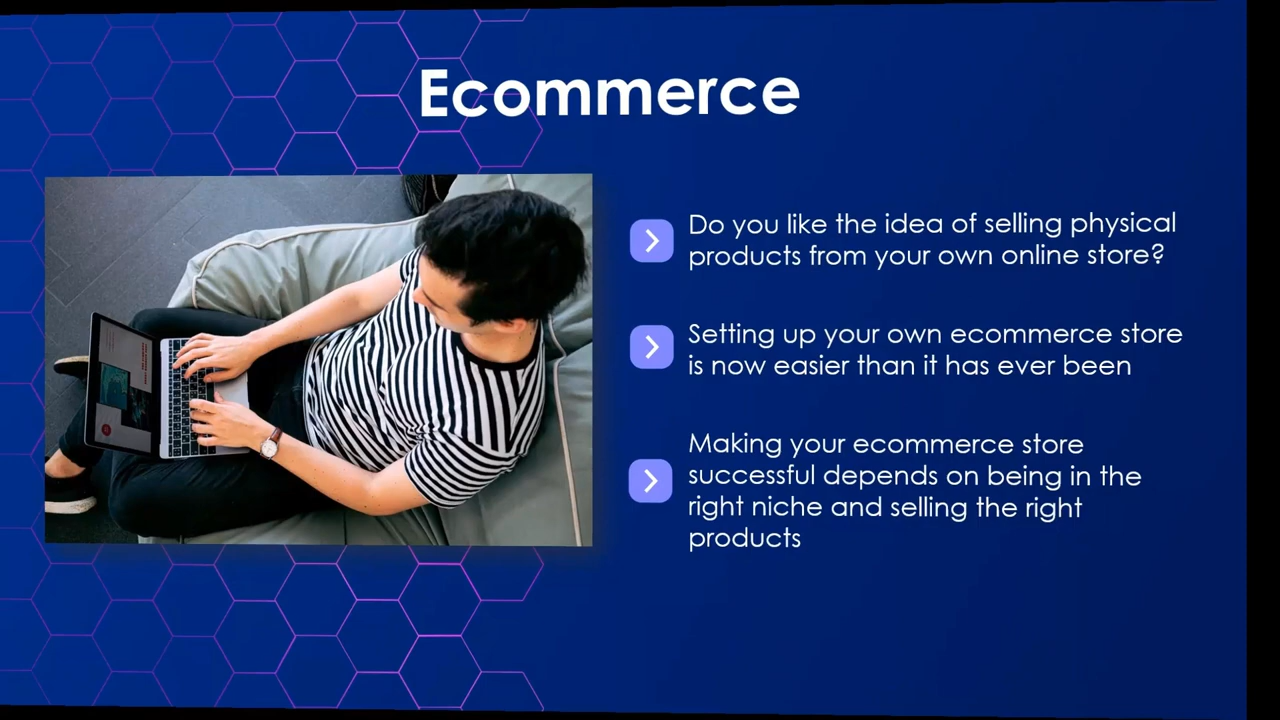 Ecommerce
Do you like the idea of selling physical
products from your own online store?
Setting up your own ecommerce store
is now easier than it has ever been
Making your ecommerce store
successful depends on being in the
right niche and selling the right
products